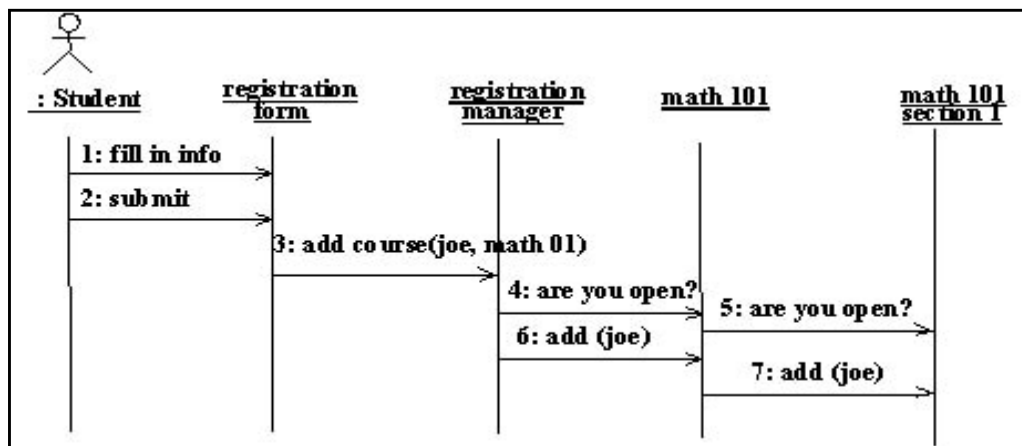 : Student
registration
form
registration
manager
math 101
math 101
section 1
1: fill in info
2: submit
3: add course(joe, math 01)
4: are you open?
5: are you open?
6: add (joe)
7: add (joe)